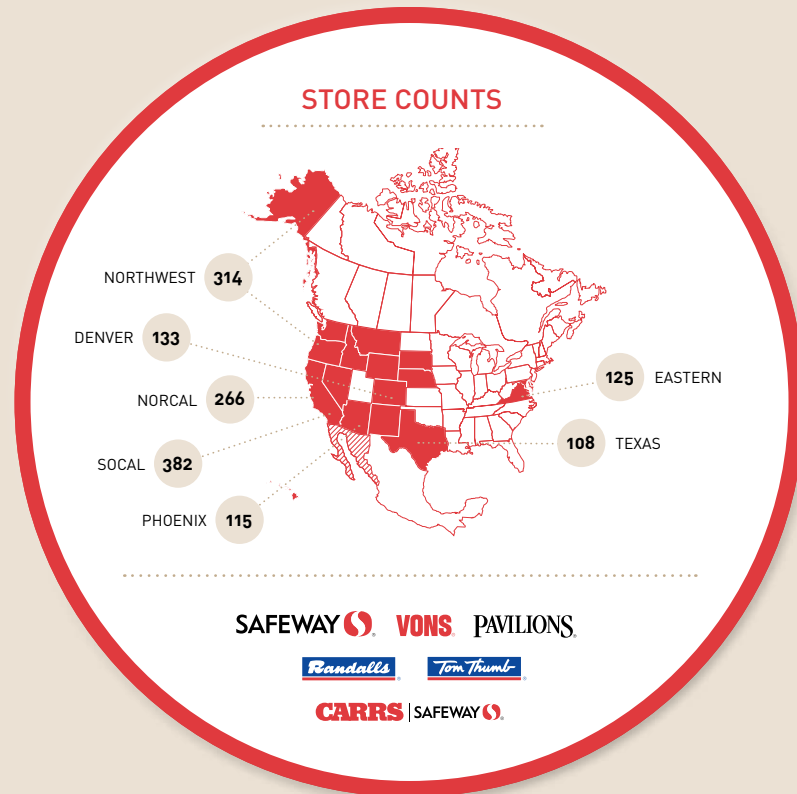 STORE COUNTS
NORTHWEST 314
DENVER 133
NORCAL 266
SOCAL 382
PHOENIX 115
125 EASTERN
108 TEXAS
SAFEWAY ® VONS® PAVILIONS®
Randalls® Tom Thumb®
CARRS | SAFEWAY ®